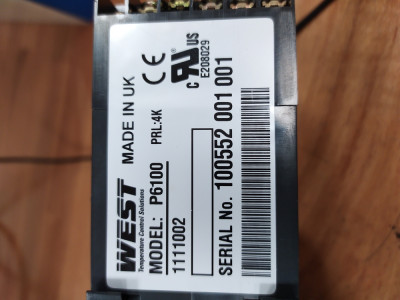 WEST
Temperature Control Solutions
MADE IN UK
CE
c RU US
E208029
MODEL: P6100 PRL:4K
1111002
SERIAL No. 100552 001 001